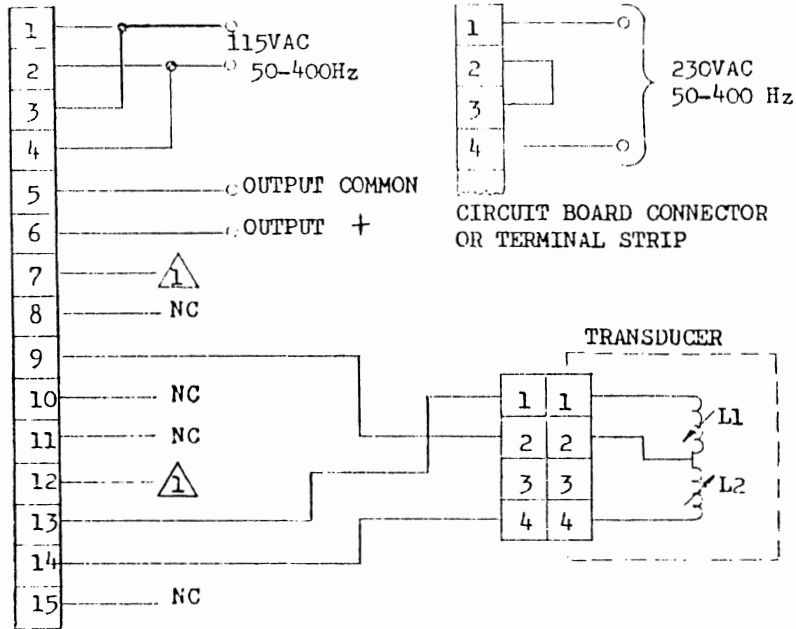 1
2
3
4
5
6
7
8
9
10
11
12
13
14
15
115VAC
50-400Hz
OUTPUT COMMON
OUTPUT +
1
NC
NC
NC
1
NC
1
2
3
4
230VAC
50-400 Hz
CIRCUIT BOARD CONNECTOR
OR TERMINAL STRIP
TRANSDUCER
1 1
2 2
3 3
4 4
L1
L2